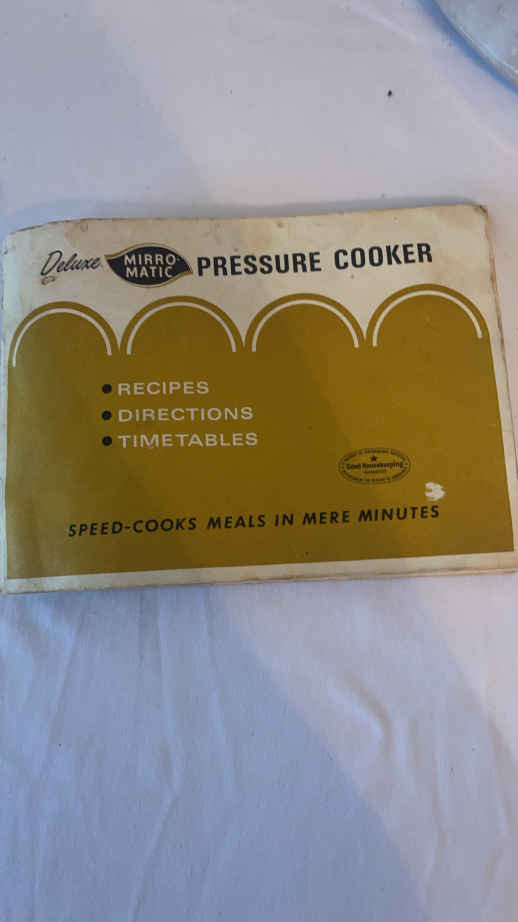 Deluxe MIRRO-MATIC PRESSURE COOKER
• RECIPES
• DIRECTIONS
• TIMETABLES
Good Housekeeping
SPEED-COOKS MEALS IN MERE MINUTES